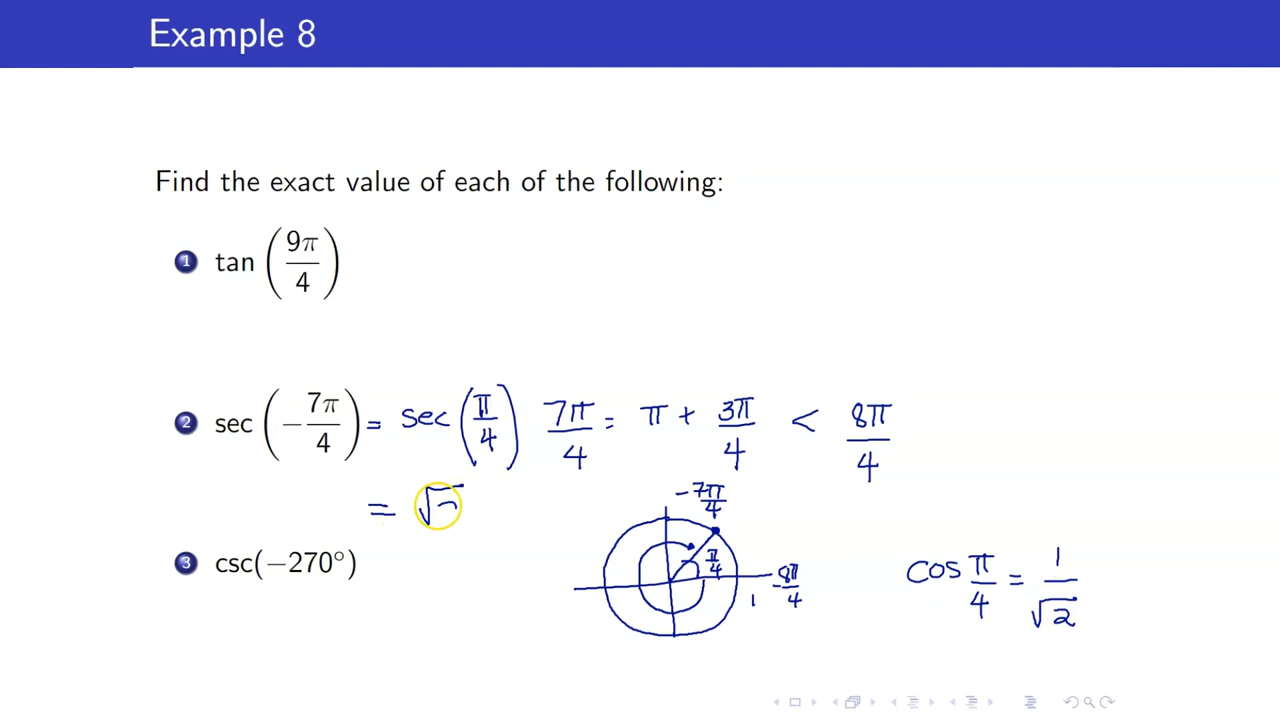 Example 8
Find the exact value of each of the following:
1 tan (9π/4)
2 sec (−7π/4) = sec (π/4) 7π/4 = π + 3π/4 < 8π/4
= √
-7π/4
π/4
-8π/4
1
cos π/4 = 1/√2
3 csc(−270°)